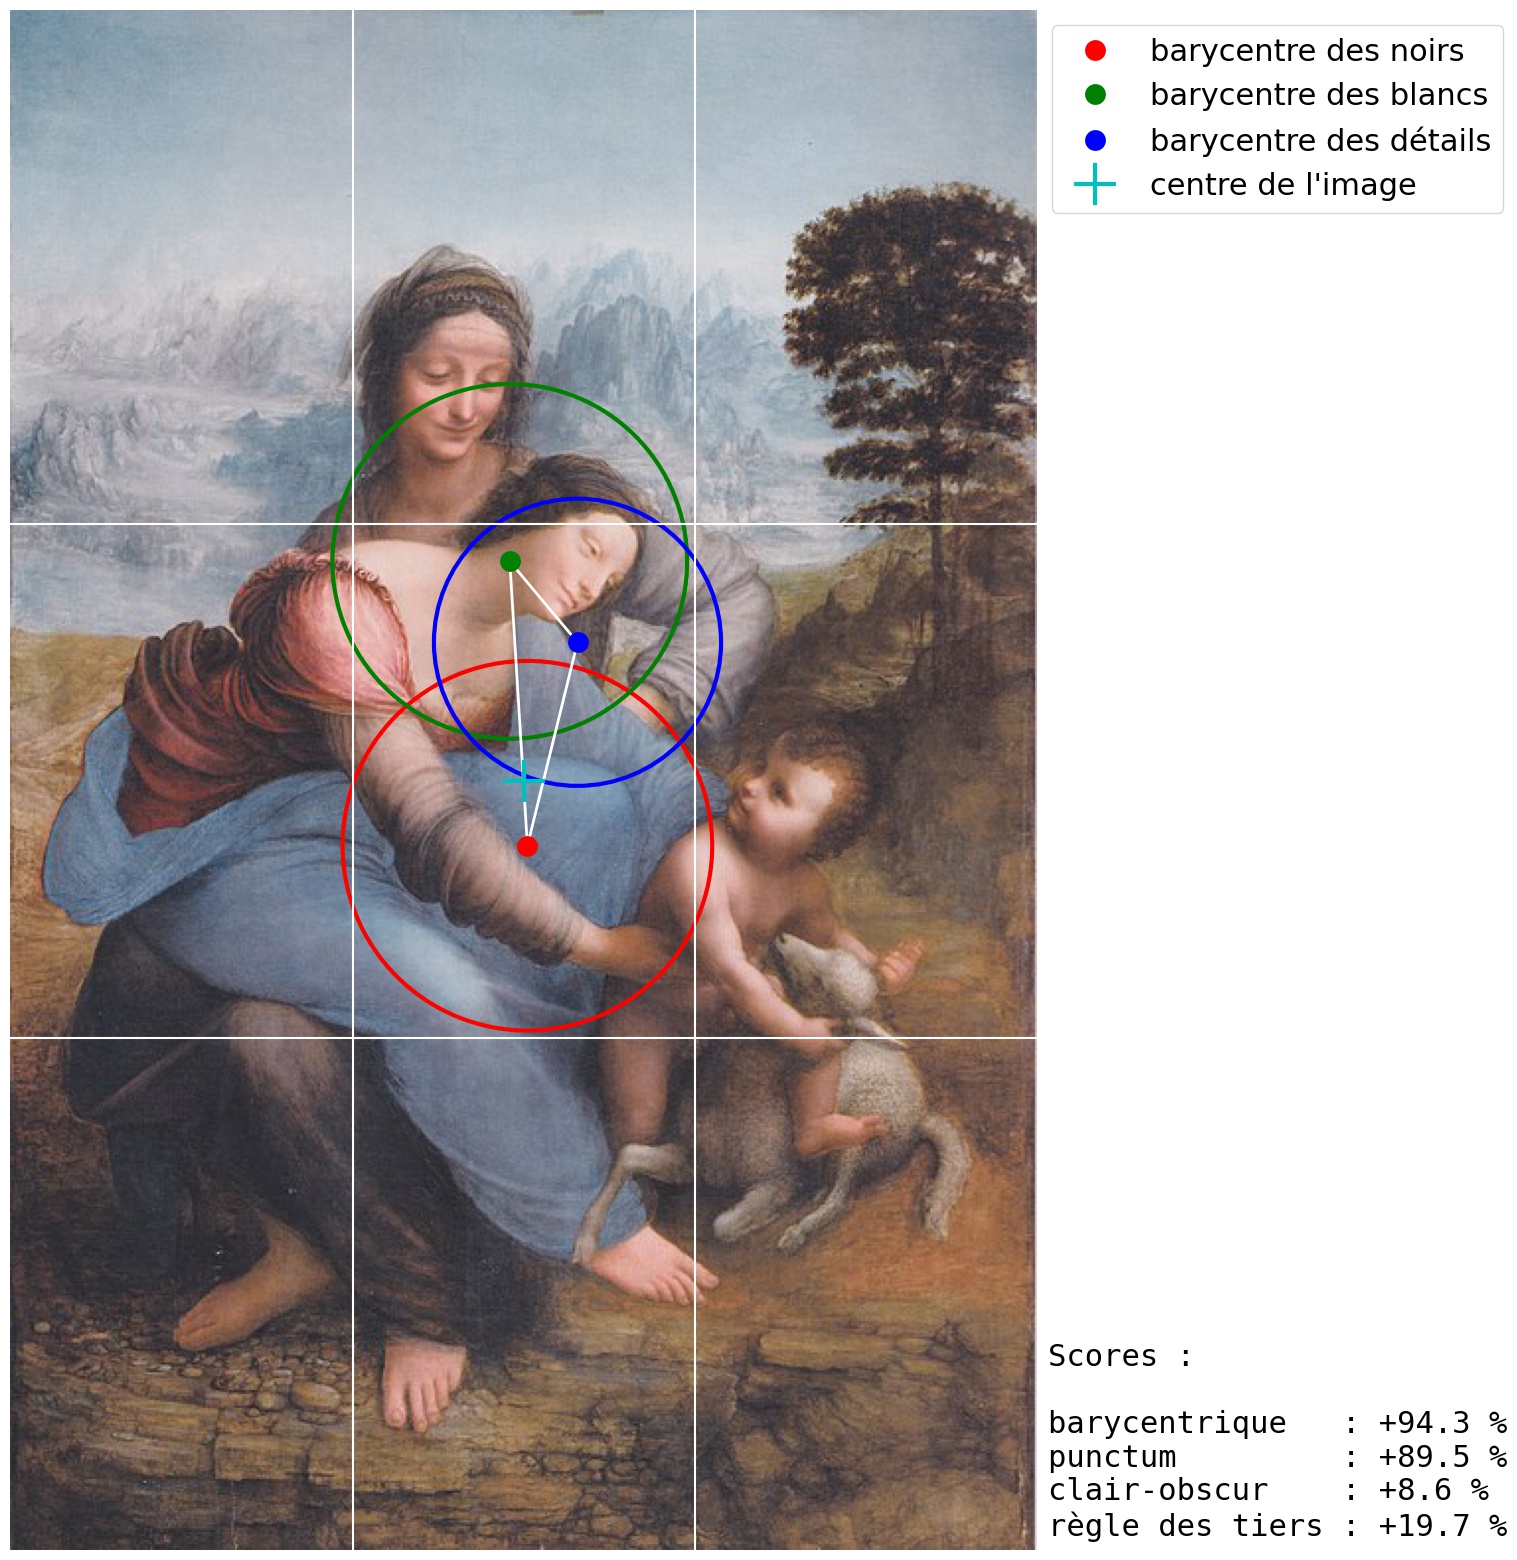 barycentre des noirs
barycentre des blancs
barycentre des détails
centre de l'image
Scores :
barycentrique : +94.3 %
punctum : +89.5 %
clair-obscur : +8.6 %
règle des tiers : +19.7 %